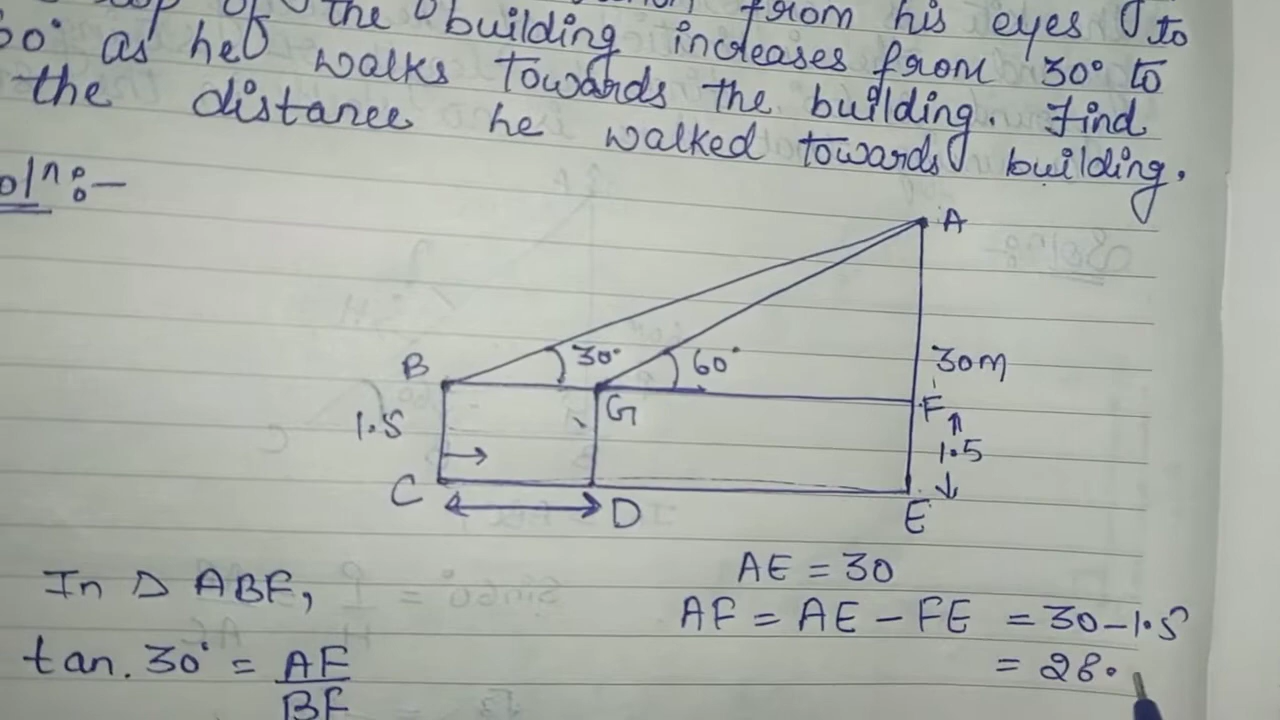 the building from his eyes to
as he walks towards the building increases from 30° to
the distance he walked towards building. Find
soln:-
A
B 30° 60° 30m
G F
1.5 1.5
C D E
In Δ ABF, AE = 30
AF = AE - FE = 30-1.5
tan. 30° = AF/BF = 28.